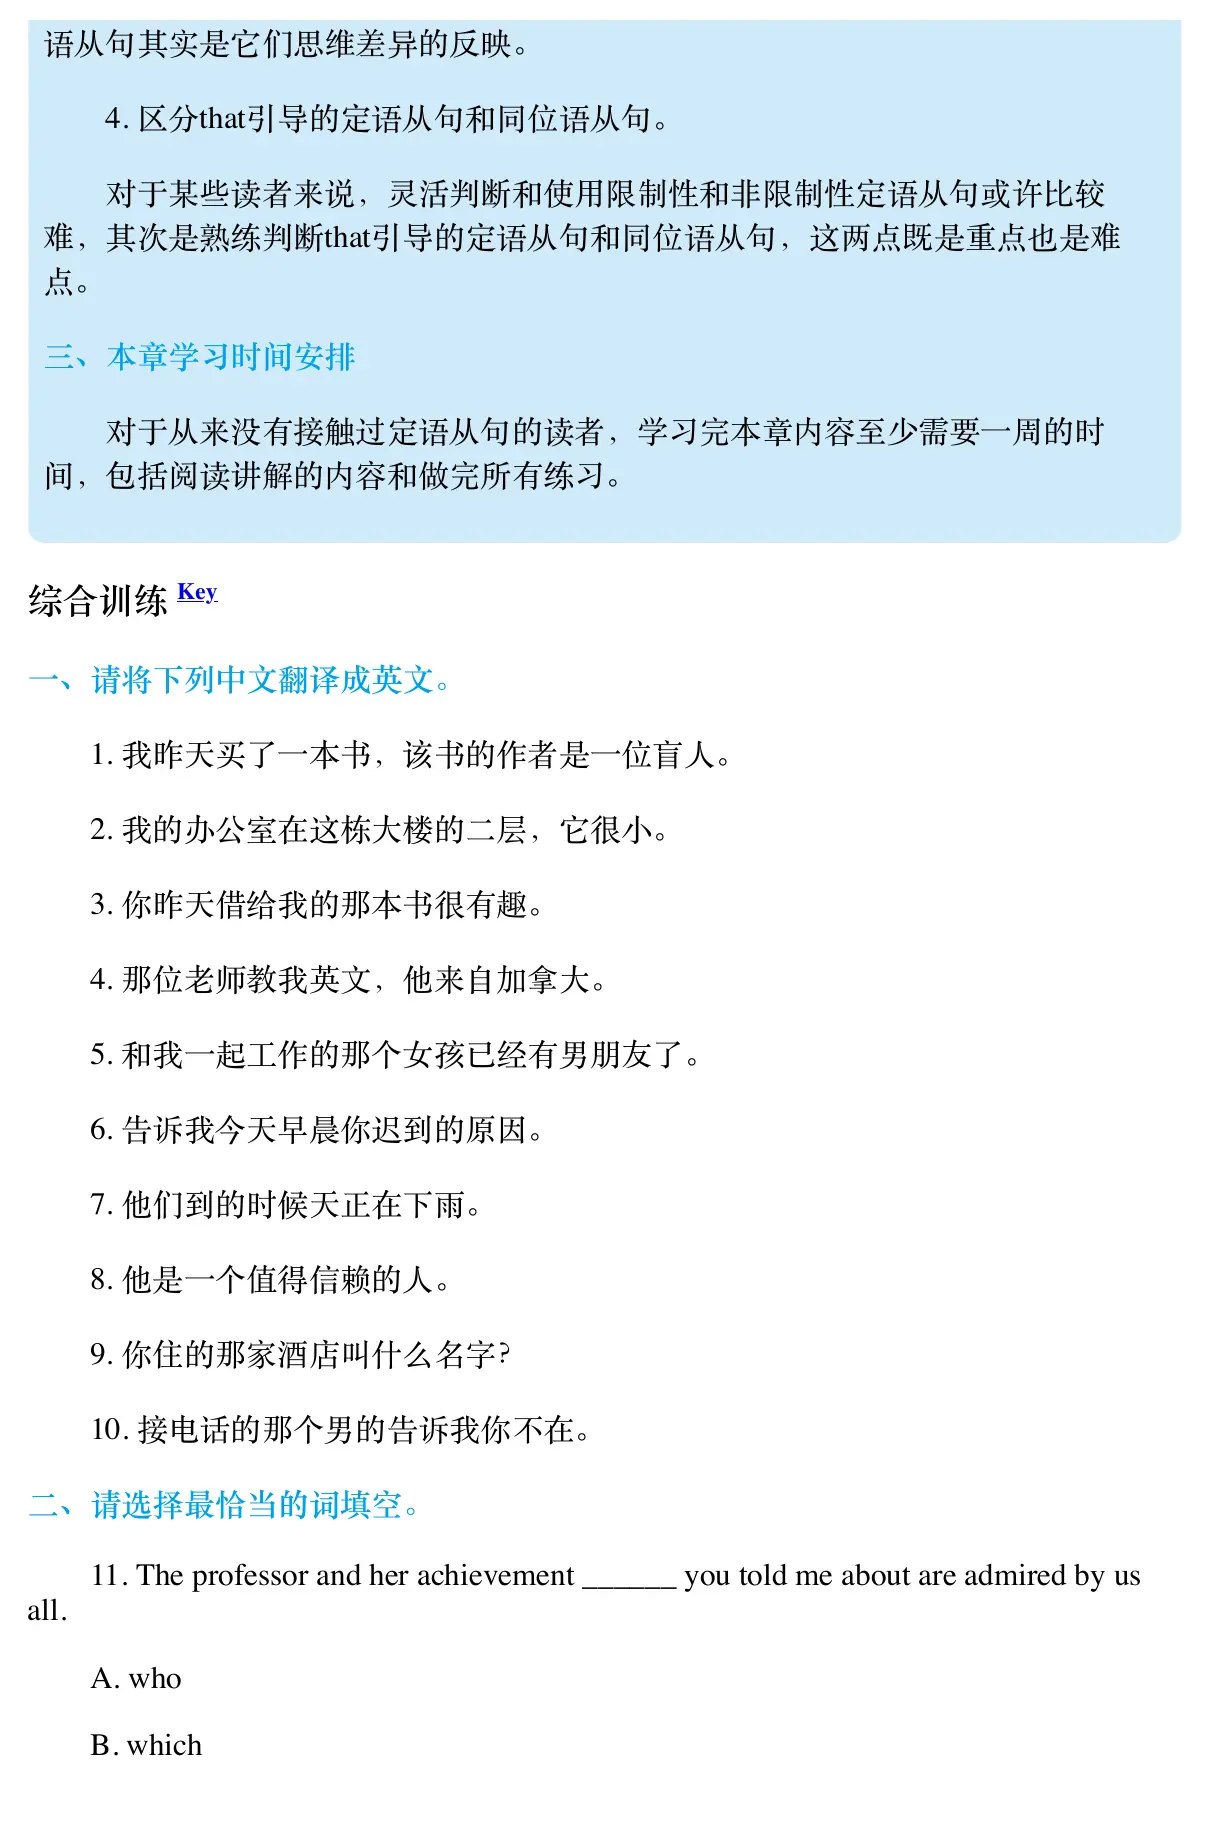 语从句其实是它们思维差异的反映。
4. 区分that引导的定语从句和同位语从句。
对于某些读者来说，灵活判断和使用限制性和非限制性定语从句或许比较
难，其次是熟练判断that引导的定语从句和同位语从句，这两点既是重点也是难
点。
三、本章学习时间安排
对于从来没有接触过定语从句的读者，学习完本章内容至少需要一周的时
间，包括阅读讲解的内容和做完所有练习。
综合训练 Key
一、请将下列中文翻译成英文。
1. 我昨天买了一本书，该书的作者是一位盲人。
2. 我的办公室在这栋大楼的二层，它很小。
3. 你昨天借给我的那本书很有趣。
4. 那位老师教我英文，他来自加拿大。
5. 和我一起工作的那个女孩已经有男朋友了。
6. 告诉我今天早晨你迟到的原因。
7. 他们到的时候天正在下雨。
8. 他是一个值得信赖的人。
9. 你住的那家酒店叫什么名字?
10. 接电话的那个男的告诉我你不在。
二、请选择最恰当的词填空。
11. The professor and her achievement ______ you told me about are admired by us
all.
A. who
B. which